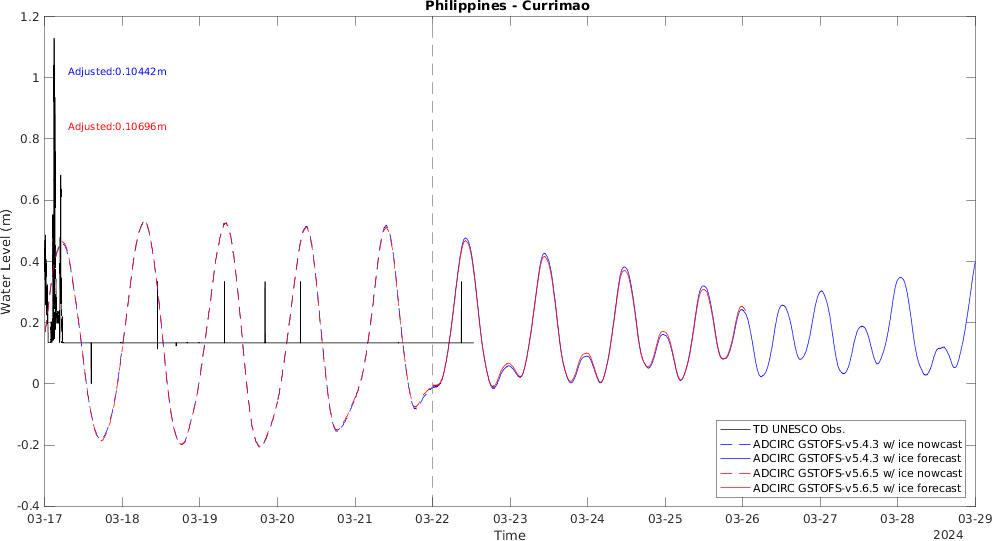 Philippines - Currimao
1.2
1
0.8
0.6
0.4
0.2
0
-0.2
-0.4
Water Level (m)
Adjusted:0.10442m
Adjusted:0.10696m
TD UNESCO Obs.
ADCIRC GSTOFS-v5.4.3 w/ ice nowcast
ADCIRC GSTOFS-v5.4.3 w/ ice forecast
ADCIRC GSTOFS-v5.6.5 w/ ice nowcast
ADCIRC GSTOFS-v5.6.5 w/ ice forecast
03-17 03-18 03-19 03-20 03-21 03-22 03-23 03-24 03-25 03-26 03-27 03-28 03-29
Time
2024